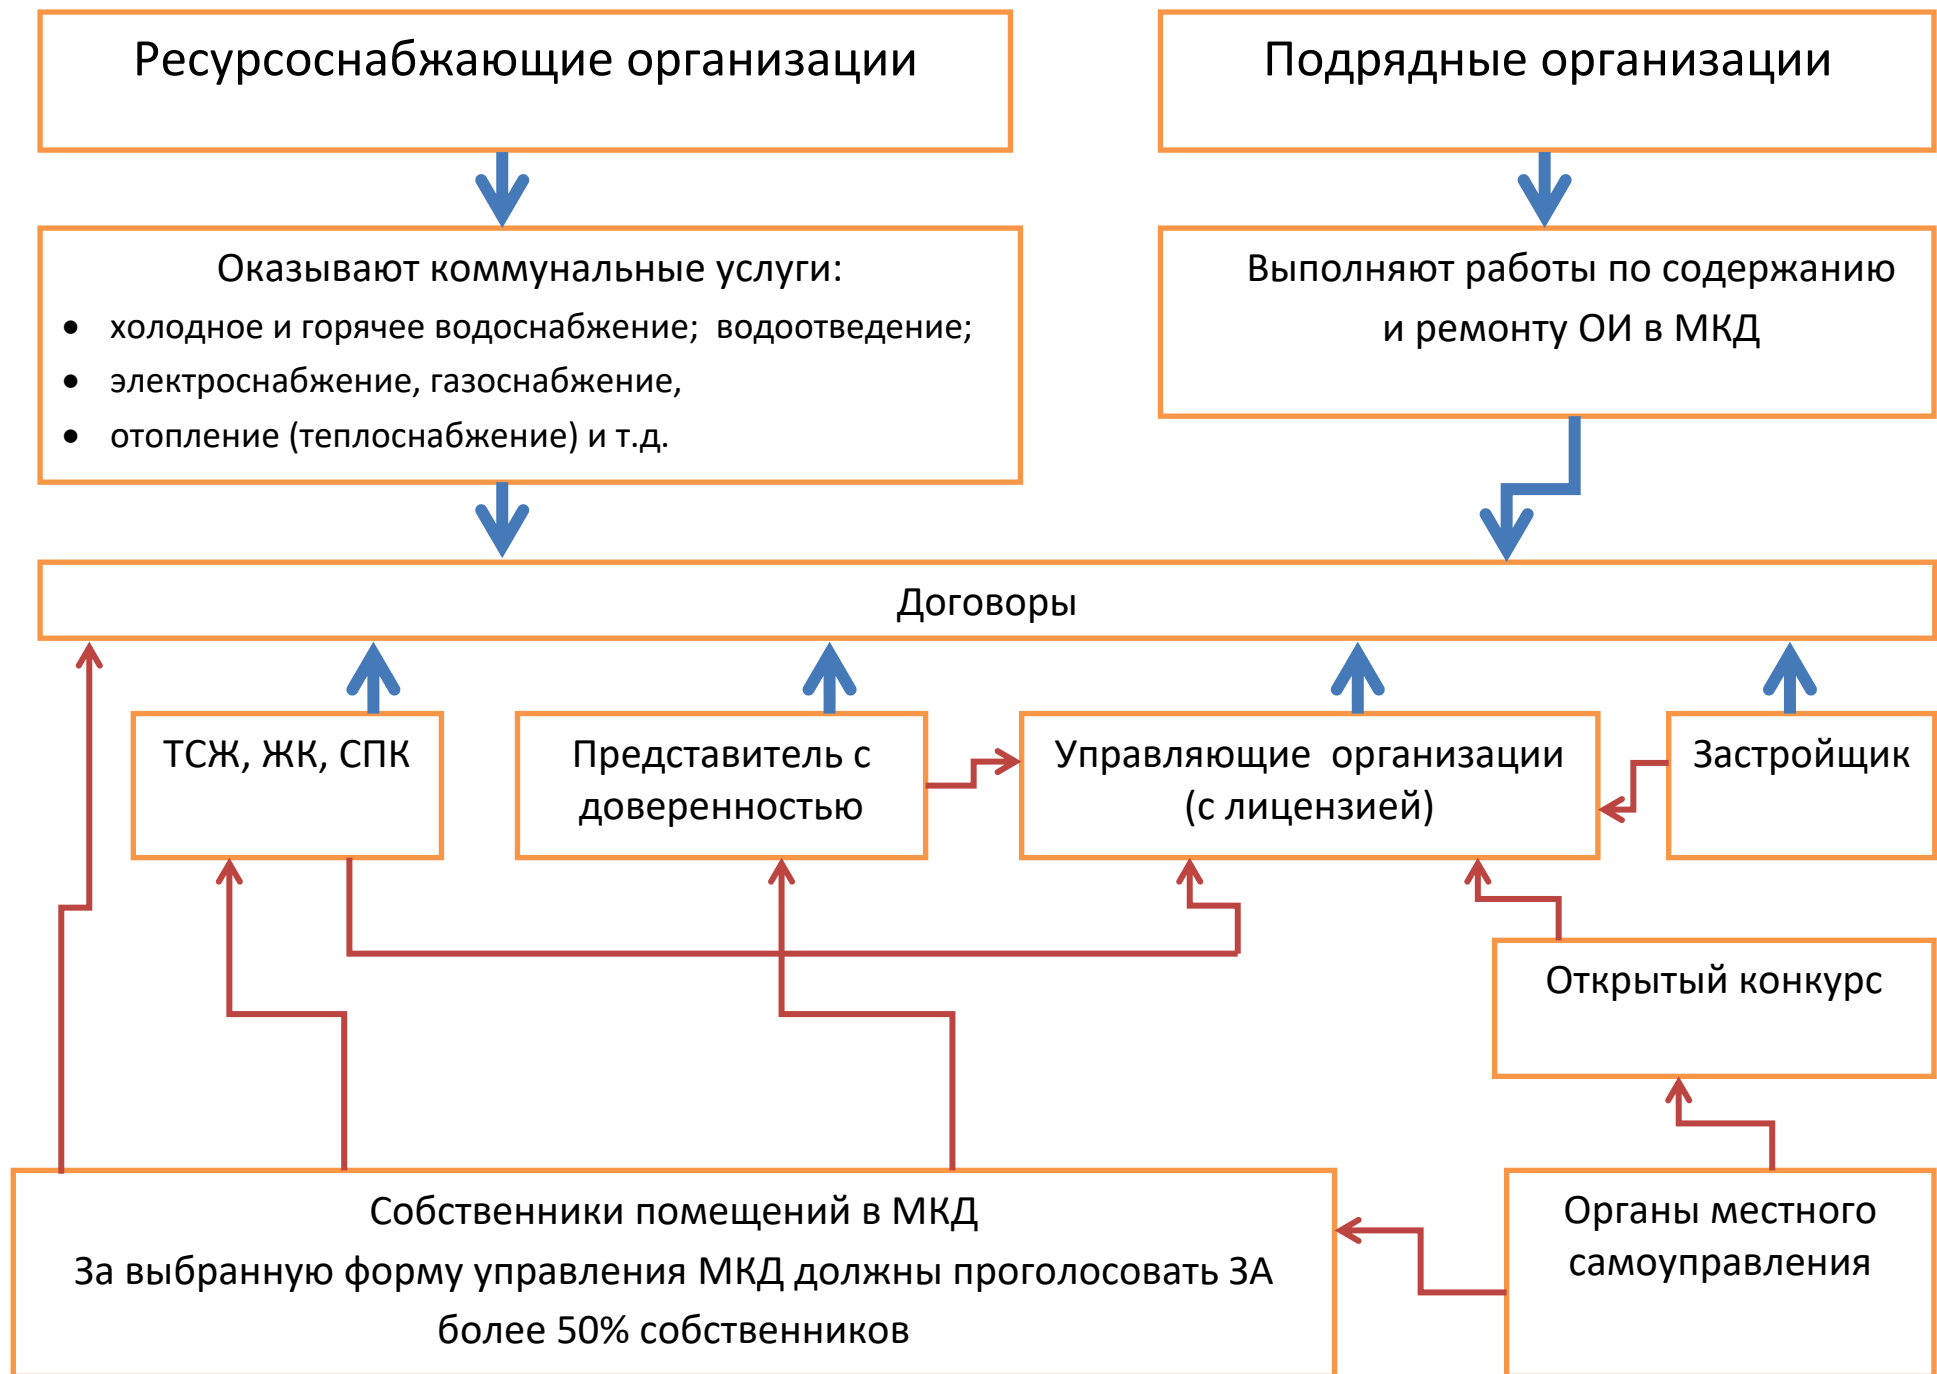 Ресурсоснабжающие организации
Подрядные организации
Оказывают коммунальные услуги:
• холодное и горячее водоснабжение; водоотведение;
• электроснабжение, газоснабжение,
• отопление (теплоснабжение) и т.д.
Выполняют работы по содержанию
и ремонту ОИ в МКД
Договоры
ТСЖ, ЖК, СПК
Представитель с
доверенностью
Управляющие организации
(с лицензией)
Застройщик
Открытый конкурс
Собственники помещений в МКД
За выбранную форму управления МКД должны проголосовать ЗА
более 50% собственников
Органы местного
самоуправления